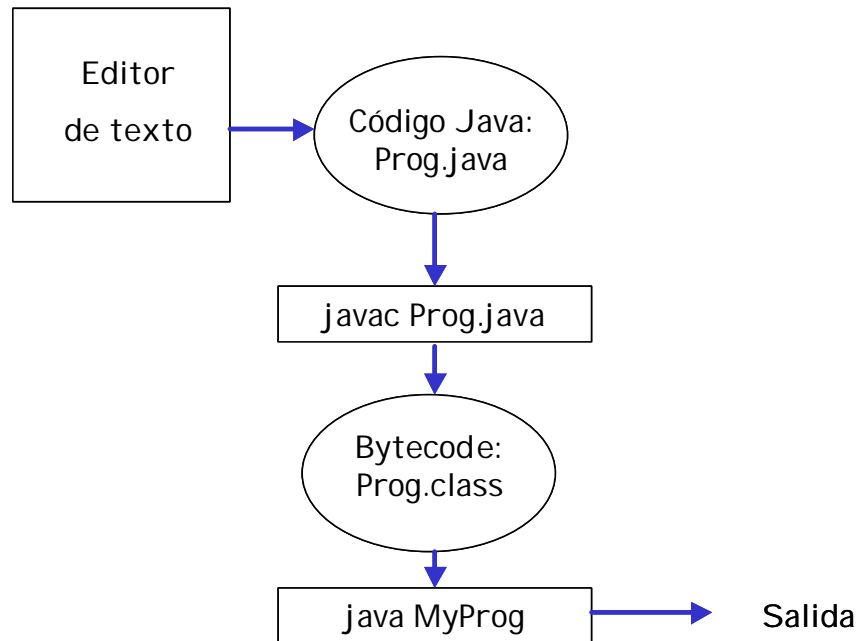 Editor
de texto
Código Java:
Prog.java
javac Prog.java
Bytecode:
Prog.class
java MyProg
Salida